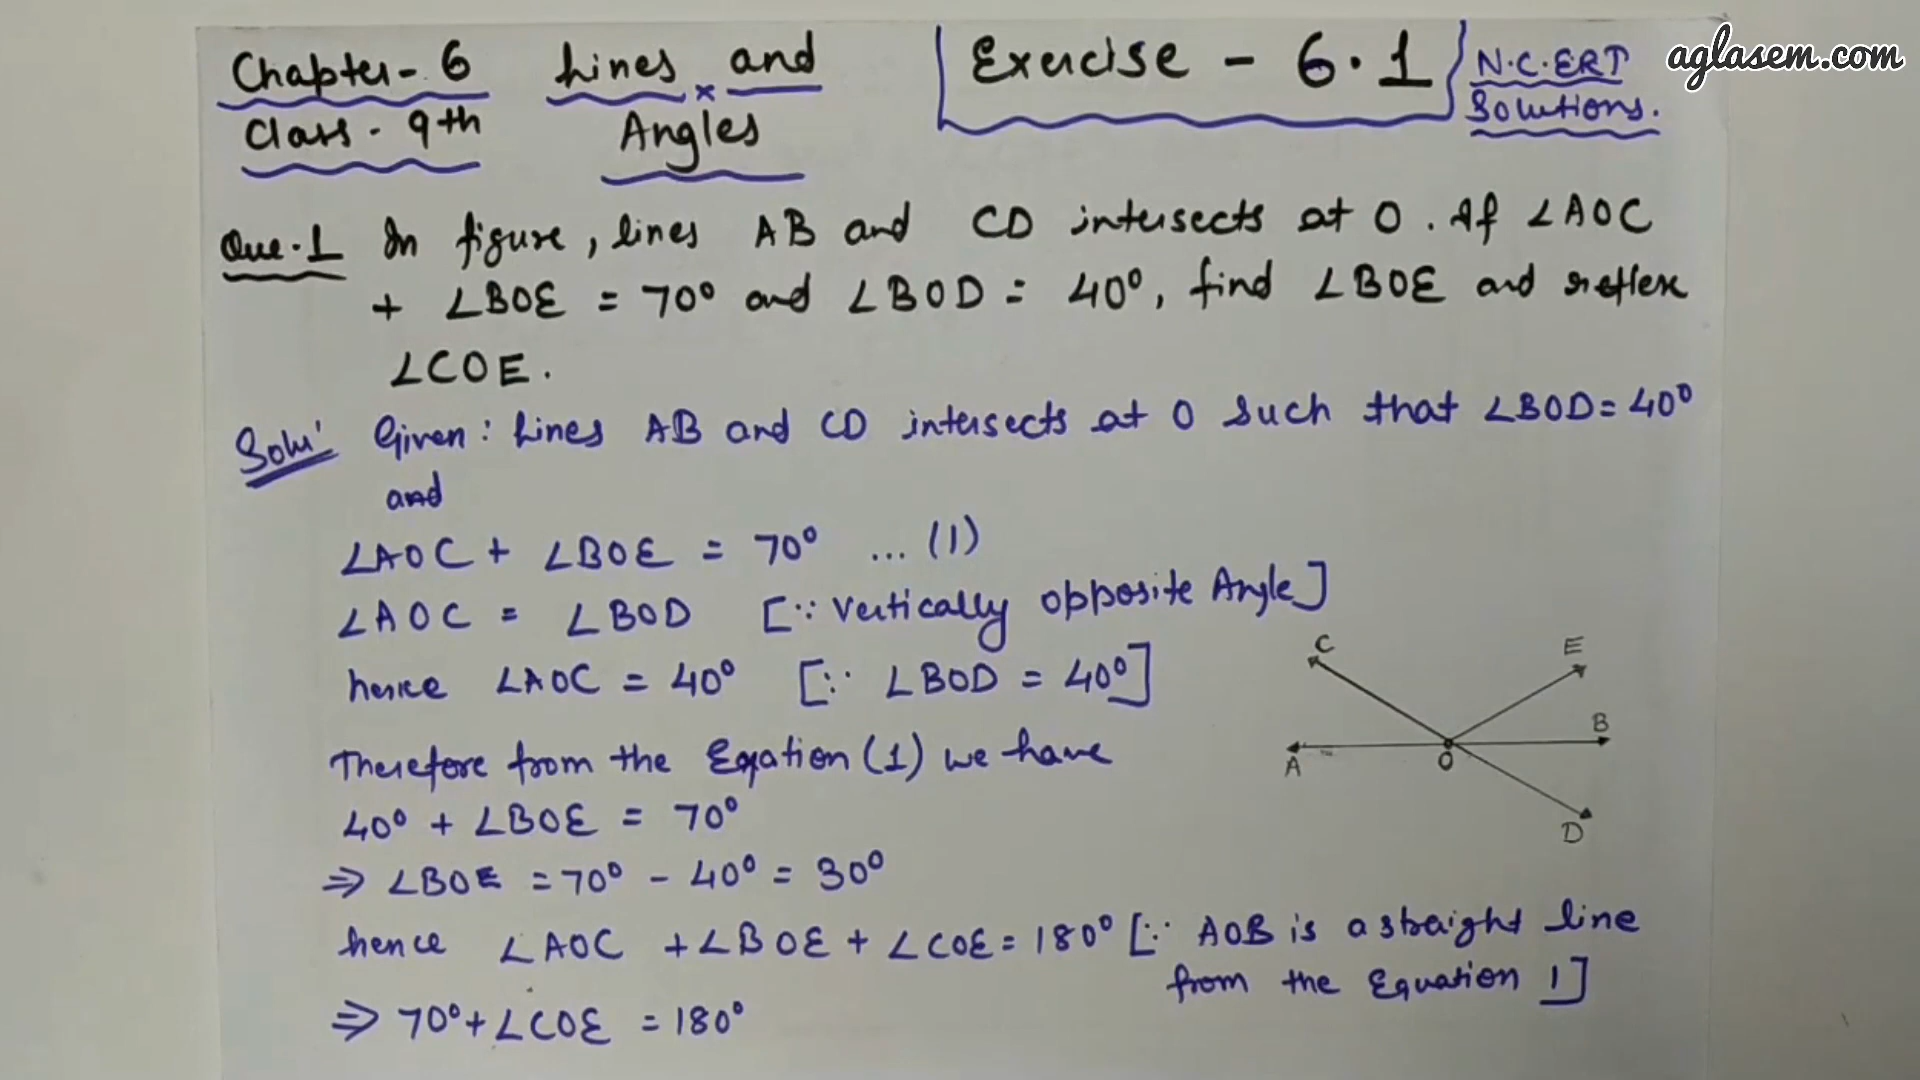 aglasem.com
Chapter-6 Lines and Angles
Class-9th
Exercise - 6.1
N.C.ERT
Solutions.
Que.1 In figure, lines AB and CD intersects at O. If ∠AOC
+ ∠BOE = 70° and ∠BOD = 40°, find ∠BOE and reflex
∠COE.
Soln: Given: Lines AB and CD intersects at O such that ∠BOD = 40°
and
∠AOC + ∠BOE = 70° ... (1)
∠AOC = ∠BOD [∵ Vertically opposite Angle]
hence ∠AOC = 40° [∵ ∠BOD = 40°]
Therefore from the Eqation (1) we have
40° + ∠BOE = 70°
⇒ ∠BOE = 70° - 40° = 30°
hence ∠AOC + ∠BOE + ∠COE = 180° [∵ AOB is a straight line
from the Equation 1]
⇒ 70° + ∠COE = 180°
C
E
B
A
O
D